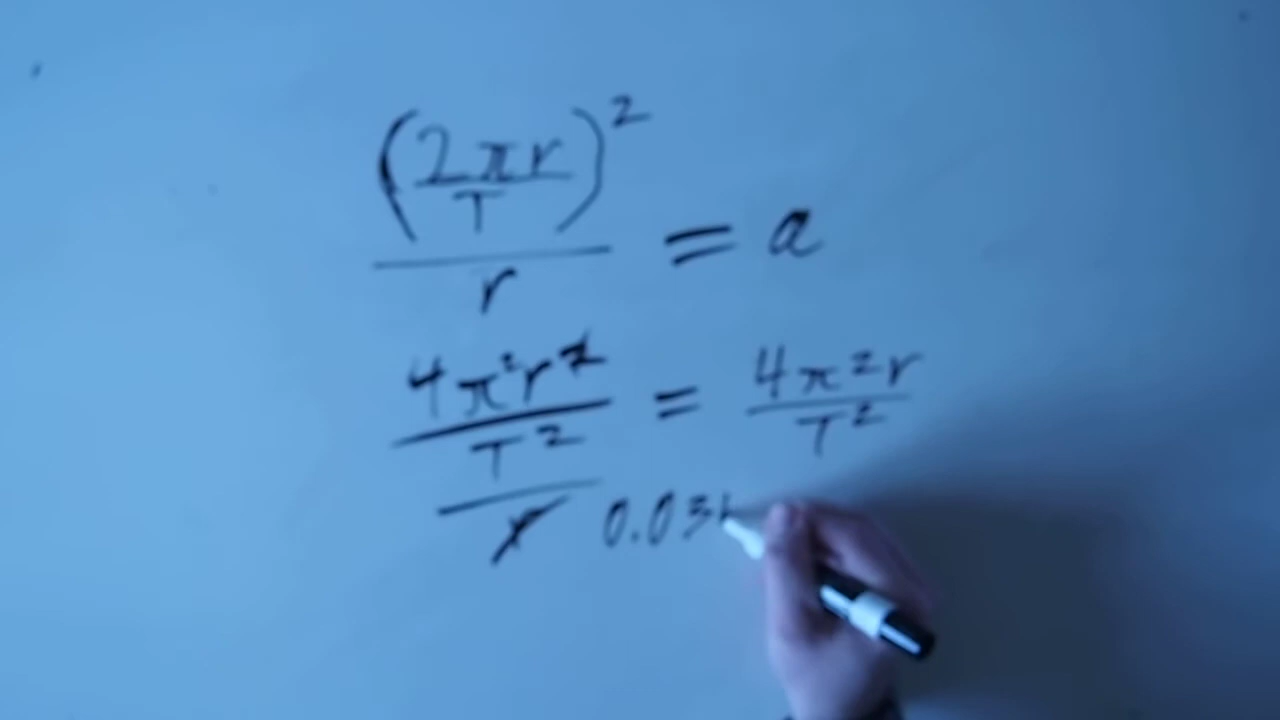 (2πr/T)²/r = a
4π²r²/T²/r = 4π²r/T²
0.03